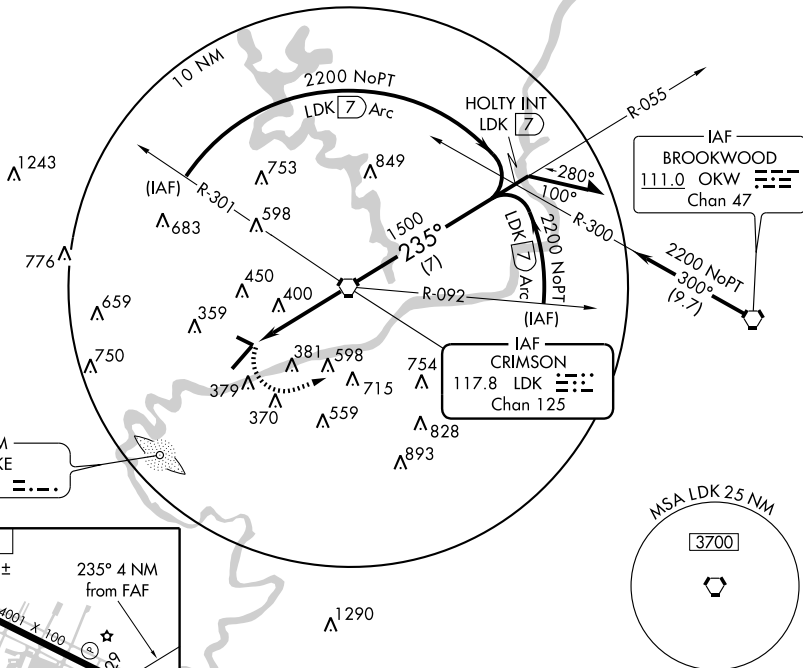 10 NM
2200 NoPT
LDK 7 Arc
HOLTY INT
LDK 7
R-055
1243
753
849
(IAF)
R-301
280°
100°
IAF
BROOKWOOD
111.0 OKW
Chan 47
683
598
1500
235°
(7)
LDK 7 Arc
2200 NoPT
R-300
776
2200 NoPT
300°
(9.7)
450
400
R-092
(IAF)
659
359
IAF
CRIMSON
117.8 LDK
Chan 125
750
381
598
754
379
715
370
559
828
893
M
KE
MSA LDK 25 NM
3700
±
235° 4 NM
from FAF
4001 X 100
P
29
1290